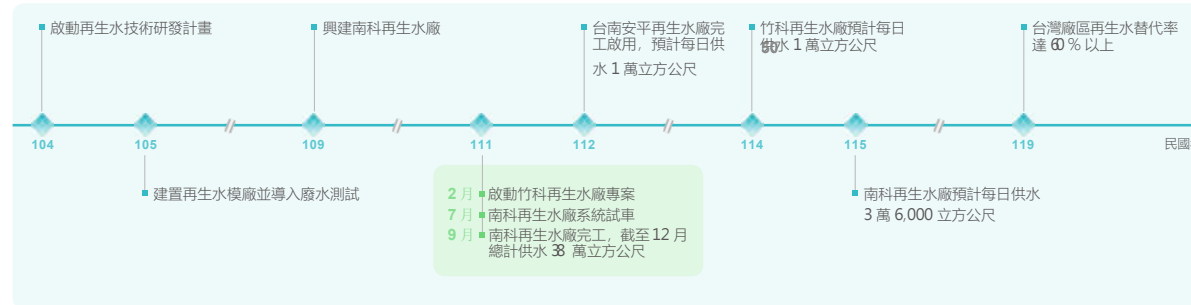 啟動再生水技術研發計畫
興建南科再生水廠
台南安平再生水廠完
工啟用，預計每日供
水 1 萬立方公尺
竹科再生水廠預計每日
供水 1 萬立方公尺
50
台灣廠區再生水替代率
達 60 % 以上
104
105
109
111
112
114
115
119
民國
建置再生水模廠並導入廢水測試
2 月 啟動竹科再生水廠專案
7 月 南科再生水廠系統試車
9 月 南科再生水廠完工，截至 12 月
總計供水 38 萬立方公尺
南科再生水廠預計每日供水
3 萬 6,000 立方公尺